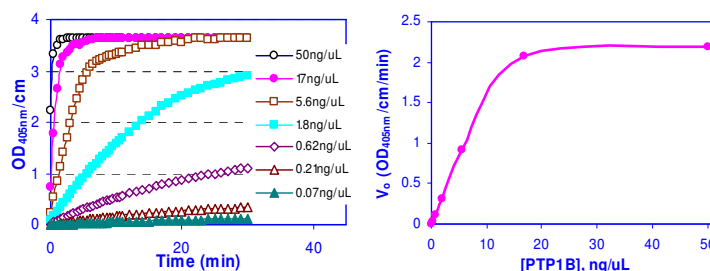 OD405nm/cm
4
3
2
1
0
0
20
40
Time (min)
50ng/uL
17ng/uL
5.6ng/uL
1.8ng/uL
0.62ng/uL
0.21ng/uL
0.07ng/uL
Vo (OD405nm/cm/min)
2.5
2
1.5
1
0.5
0
0
10
20
30
40
50
[PTP1B], ng/uL